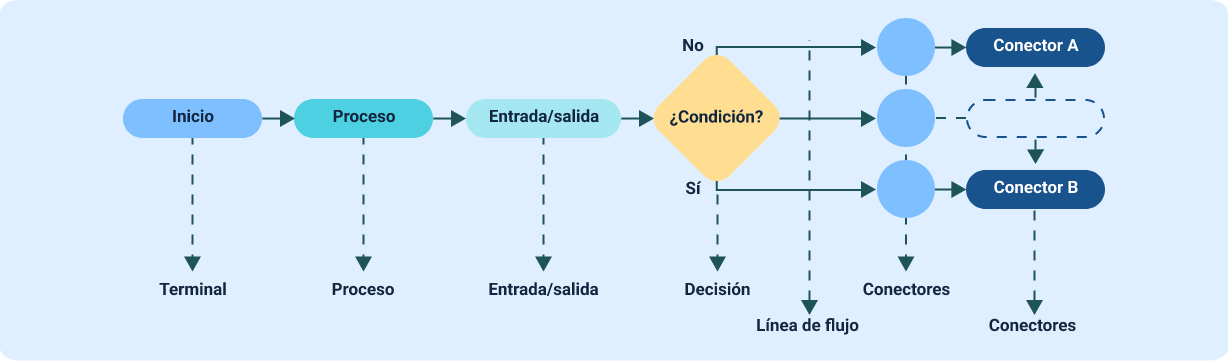 No
Conector A
Inicio
Proceso
Entrada/salida
¿Condición?
Sí
Conector B
Terminal
Proceso
Entrada/salida
Decisión
Conectores
Línea de flujo
Conectores